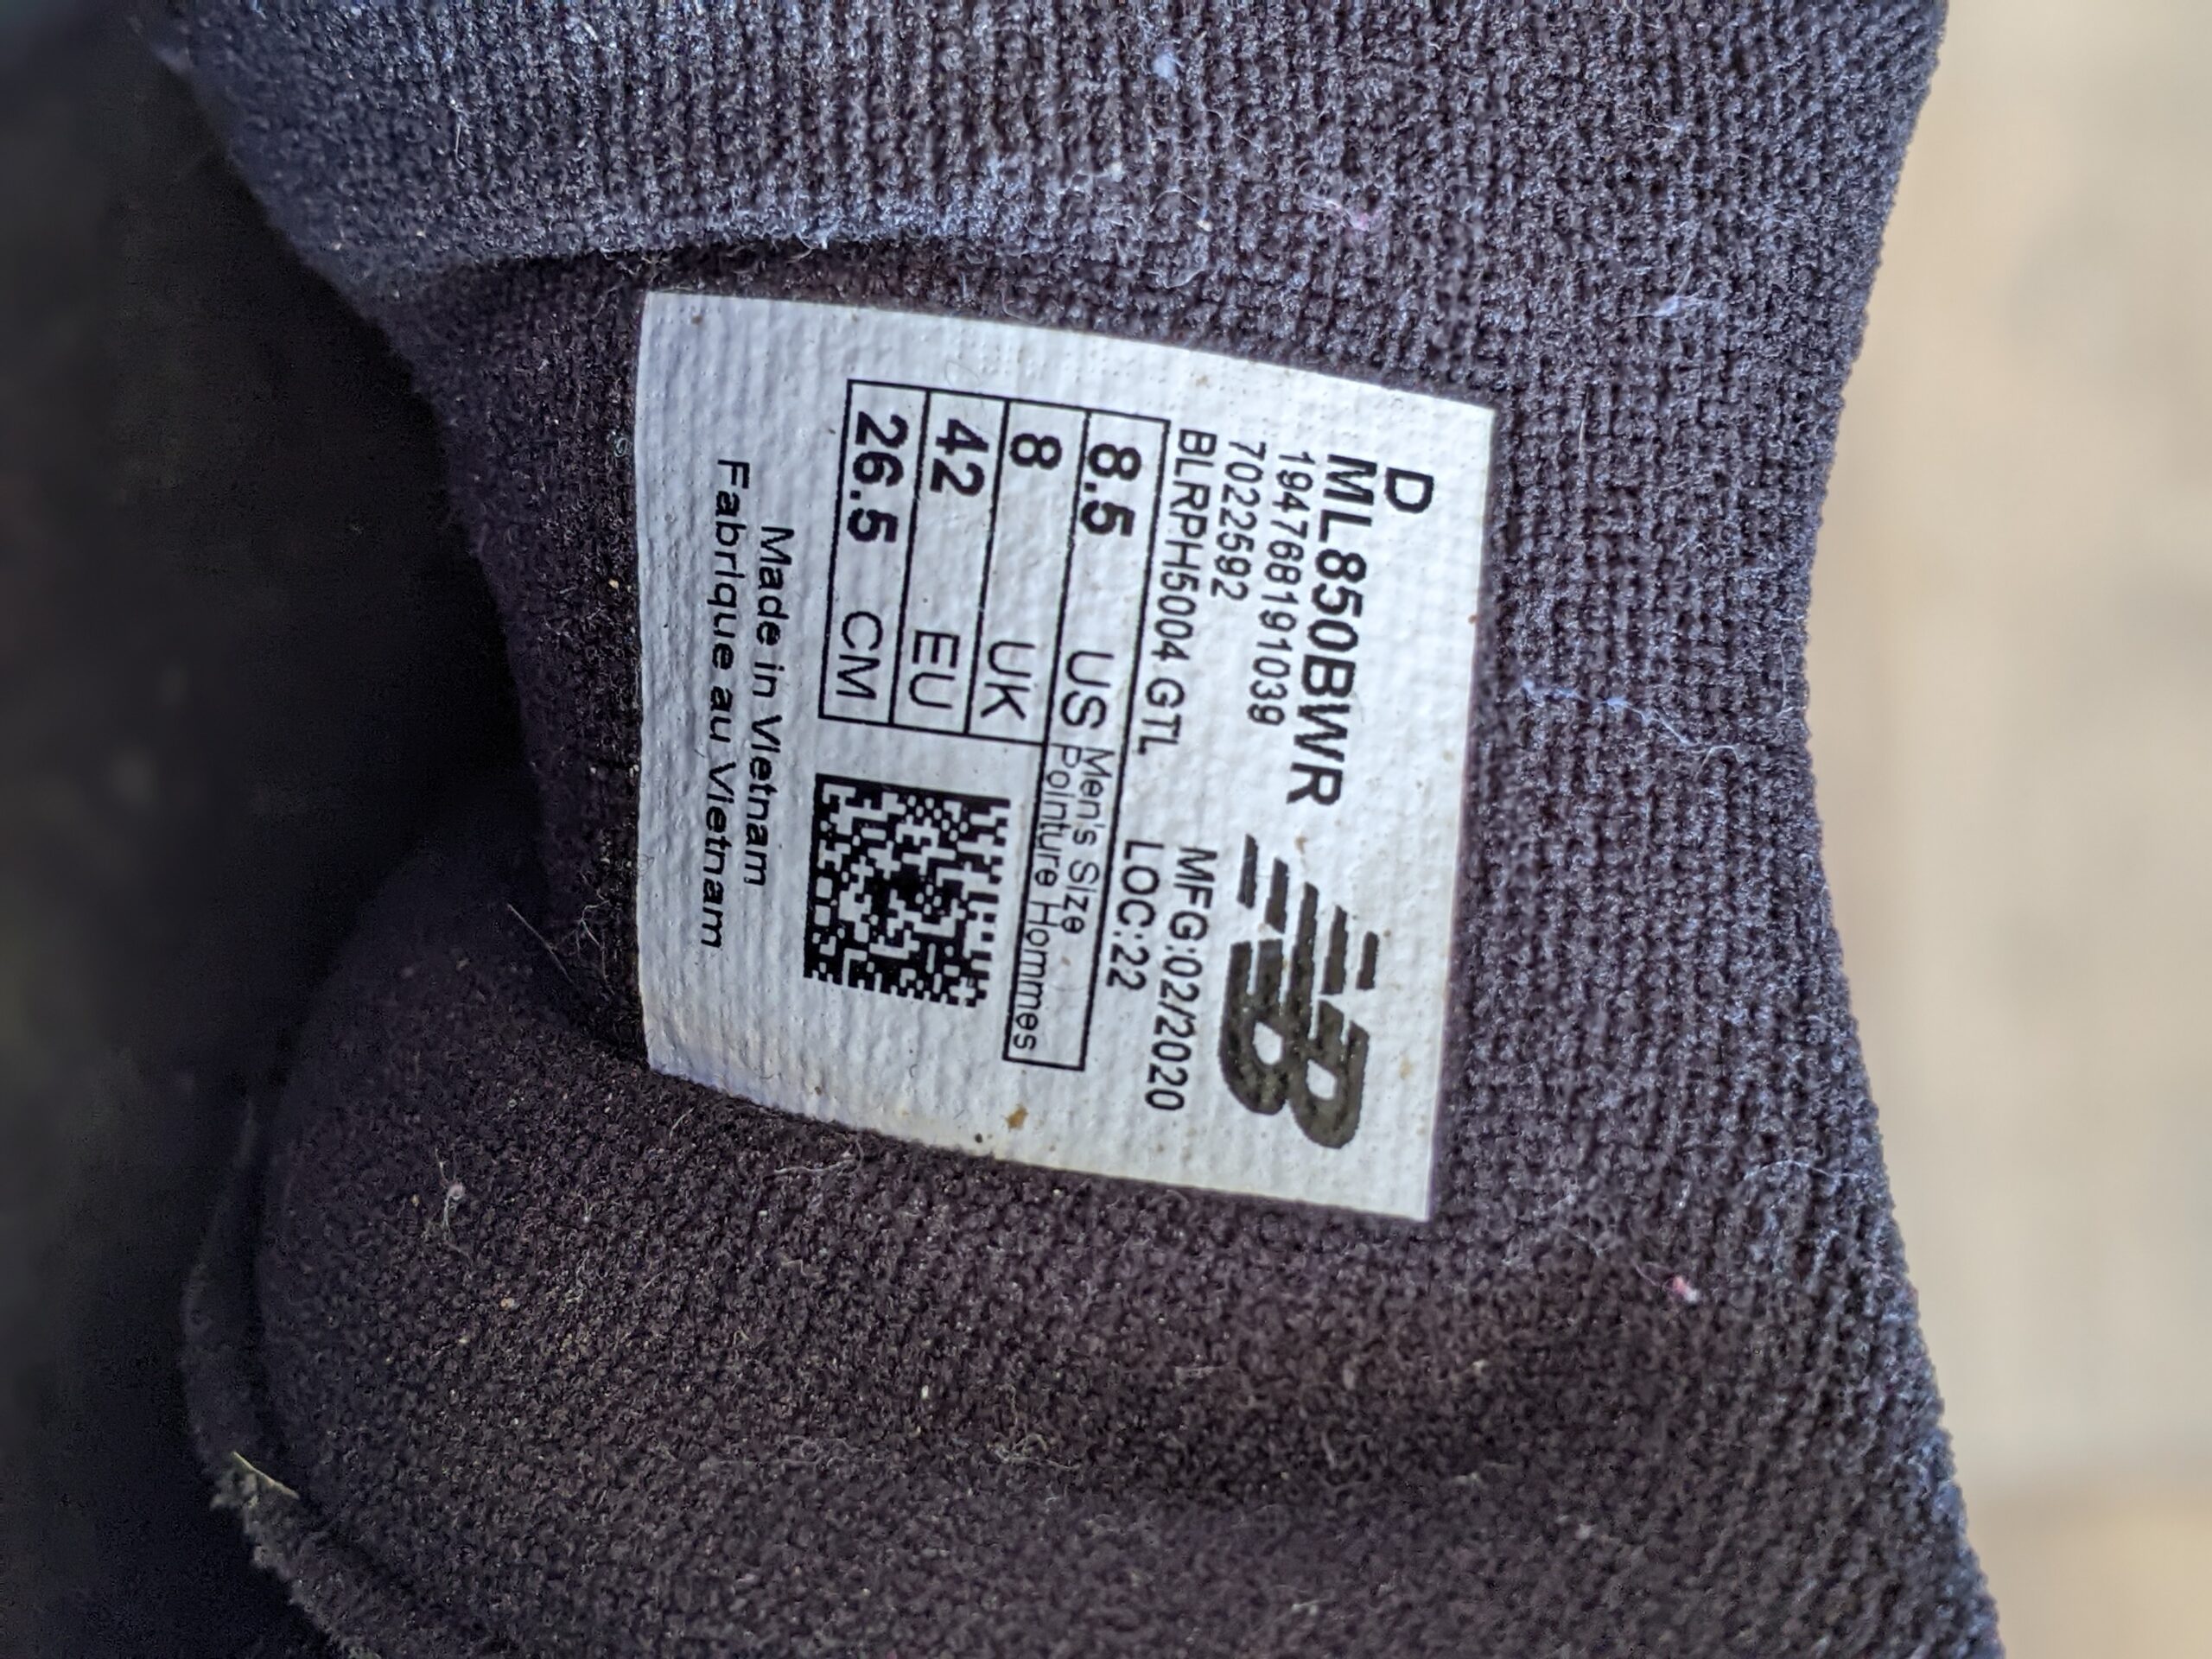 D
ML850BWR
194768191039
70225592
MFG:02/2020
BLRPH5004 GTL LOC:22
8.5 US Men's Size
Pointure Hommes
8 UK
42 EU
26.5 CM
Made in Vietnam
Fabrique au Vietnam